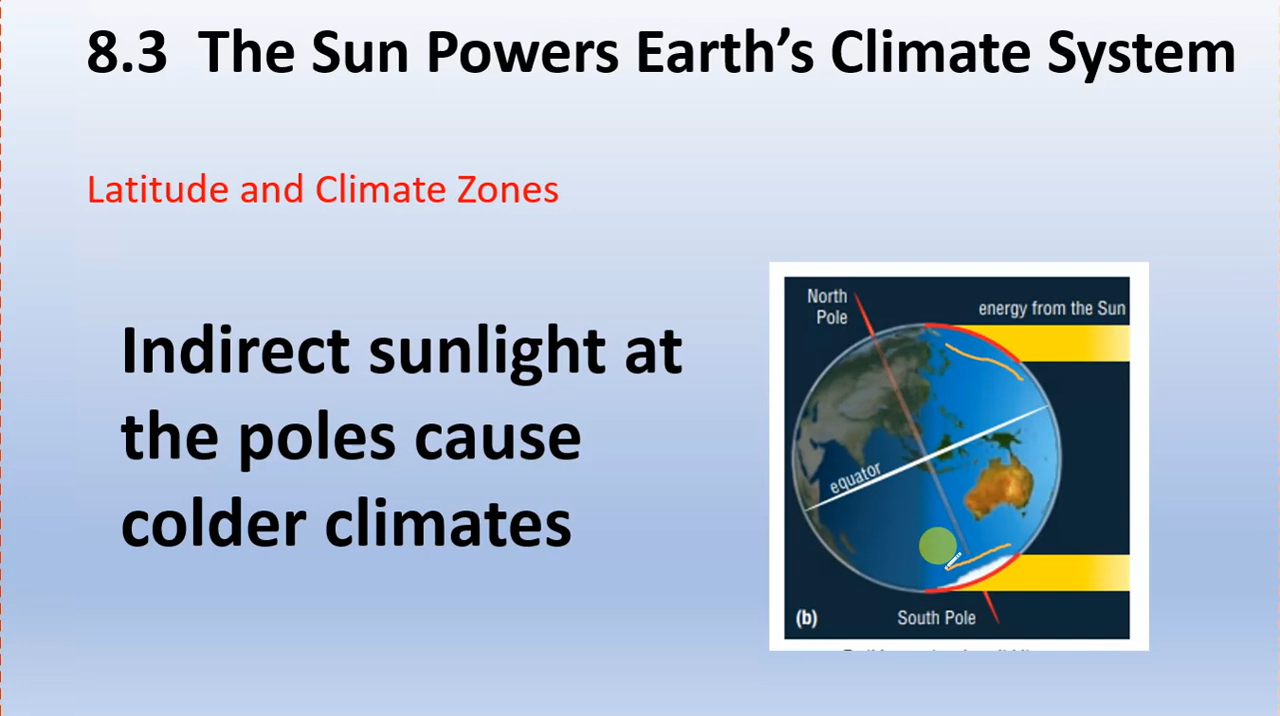 8.3 The Sun Powers Earth's Climate System
Latitude and Climate Zones
Indirect sunlight at
the poles cause
colder climates
North
Pole
energy from the Sun
equator
South Pole
(b)